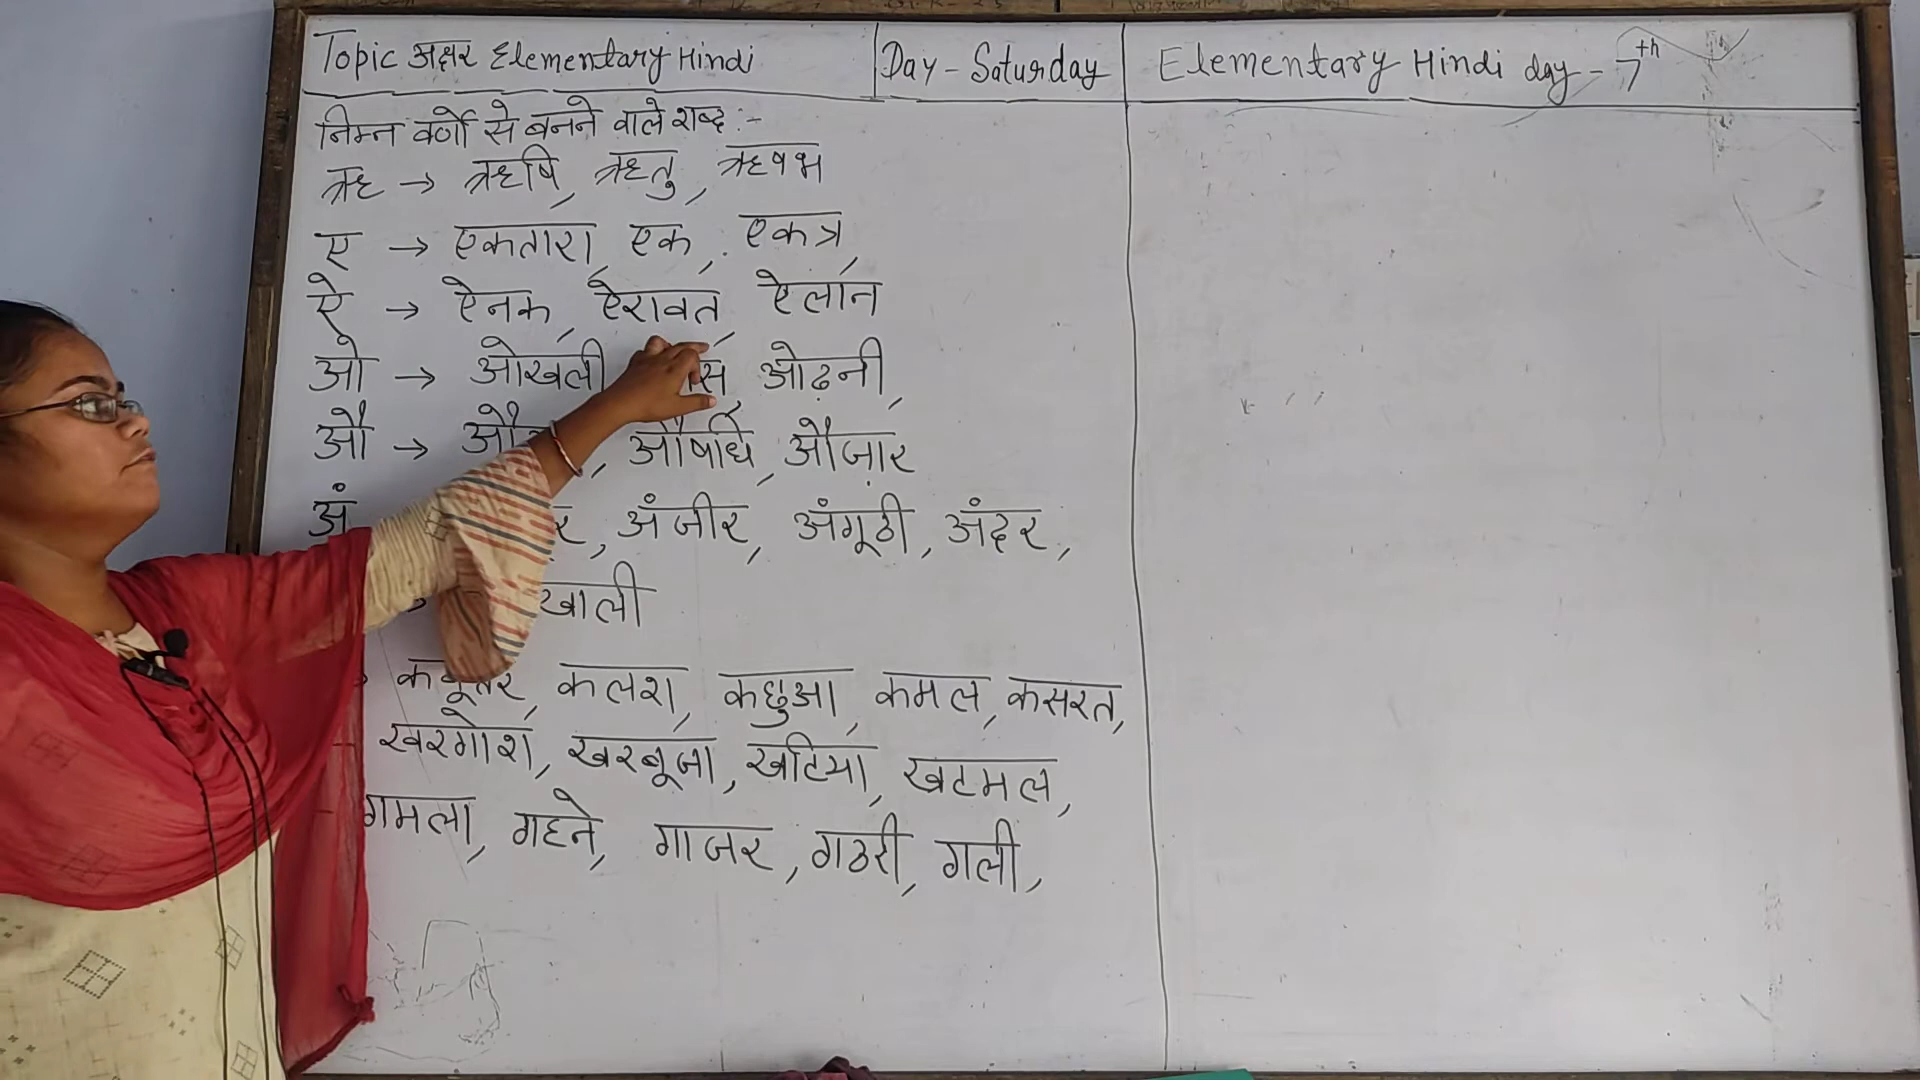 Topic अक्षर Elementary Hindi Day - Saturday Elementary Hindi day - 7th
निम्न वर्णो से बनने वाले शब्द :-
ऋ → ऋषि, ऋतु, ऋषभ
ए → एकतारा, एक, एकत्र,
ऐ → ऐनक, ऐरावत, ऐलान
ओ → ओखली ओढ़नी,
औ → औषधि, औज़ार
अं अंजीर, अंगूठी, अंदर,
खाली
कबूतर, कलश, कछुआ, कमल, कसरत,
खरगोश, खरबूजा, खटिया, खटमल,
गमला, गहने, गाजर, गठरी, गली,